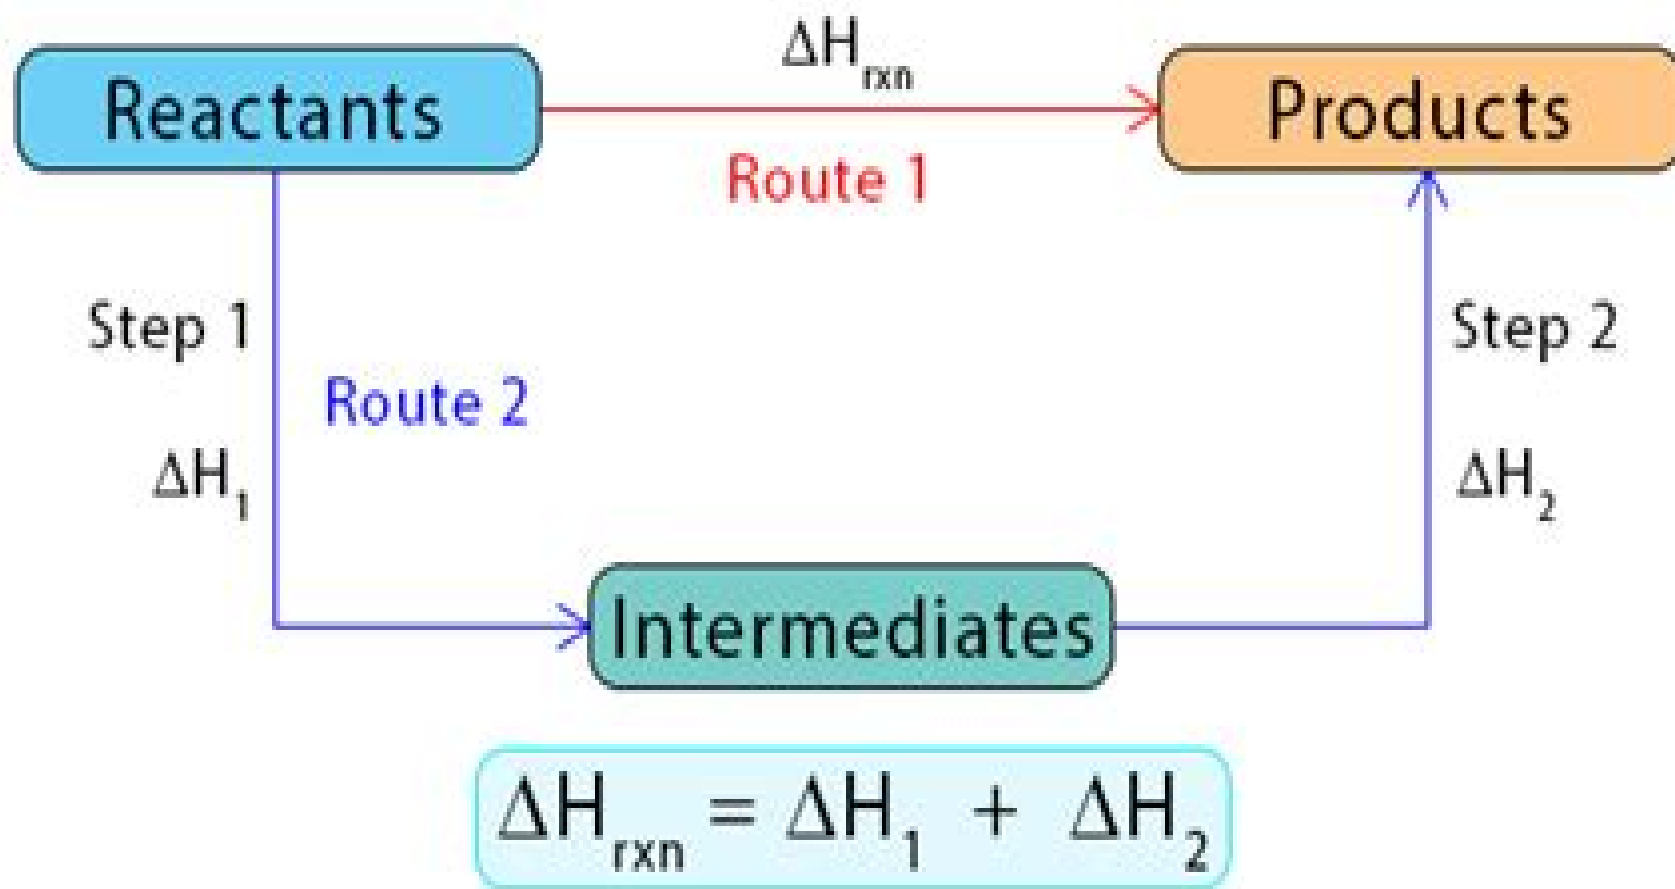 ΔHrxn
Reactants
Products
Route 1
Step 1
Step 2
Route 2
ΔH1
ΔH2
Intermediates
ΔHrxn = ΔH1 + ΔH2